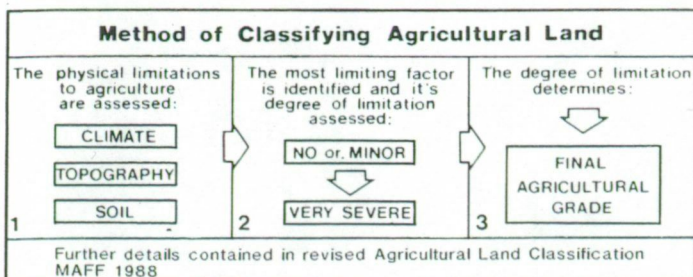 Method of Classifying Agricultural Land
The physical limitations
to agriculture
are assessed:
CLIMATE
TOPOGRAPHY
SOIL
1
The most limiting factor
is identified and it's
degree of limitation
assessed:
NO or. MINOR
VERY SEVERE
2
The degree of limitation
determines:
FINAL
AGRICULTURAL
GRADE
3
Further details contained in revised Agricultural Land Classification
MAFF 1988